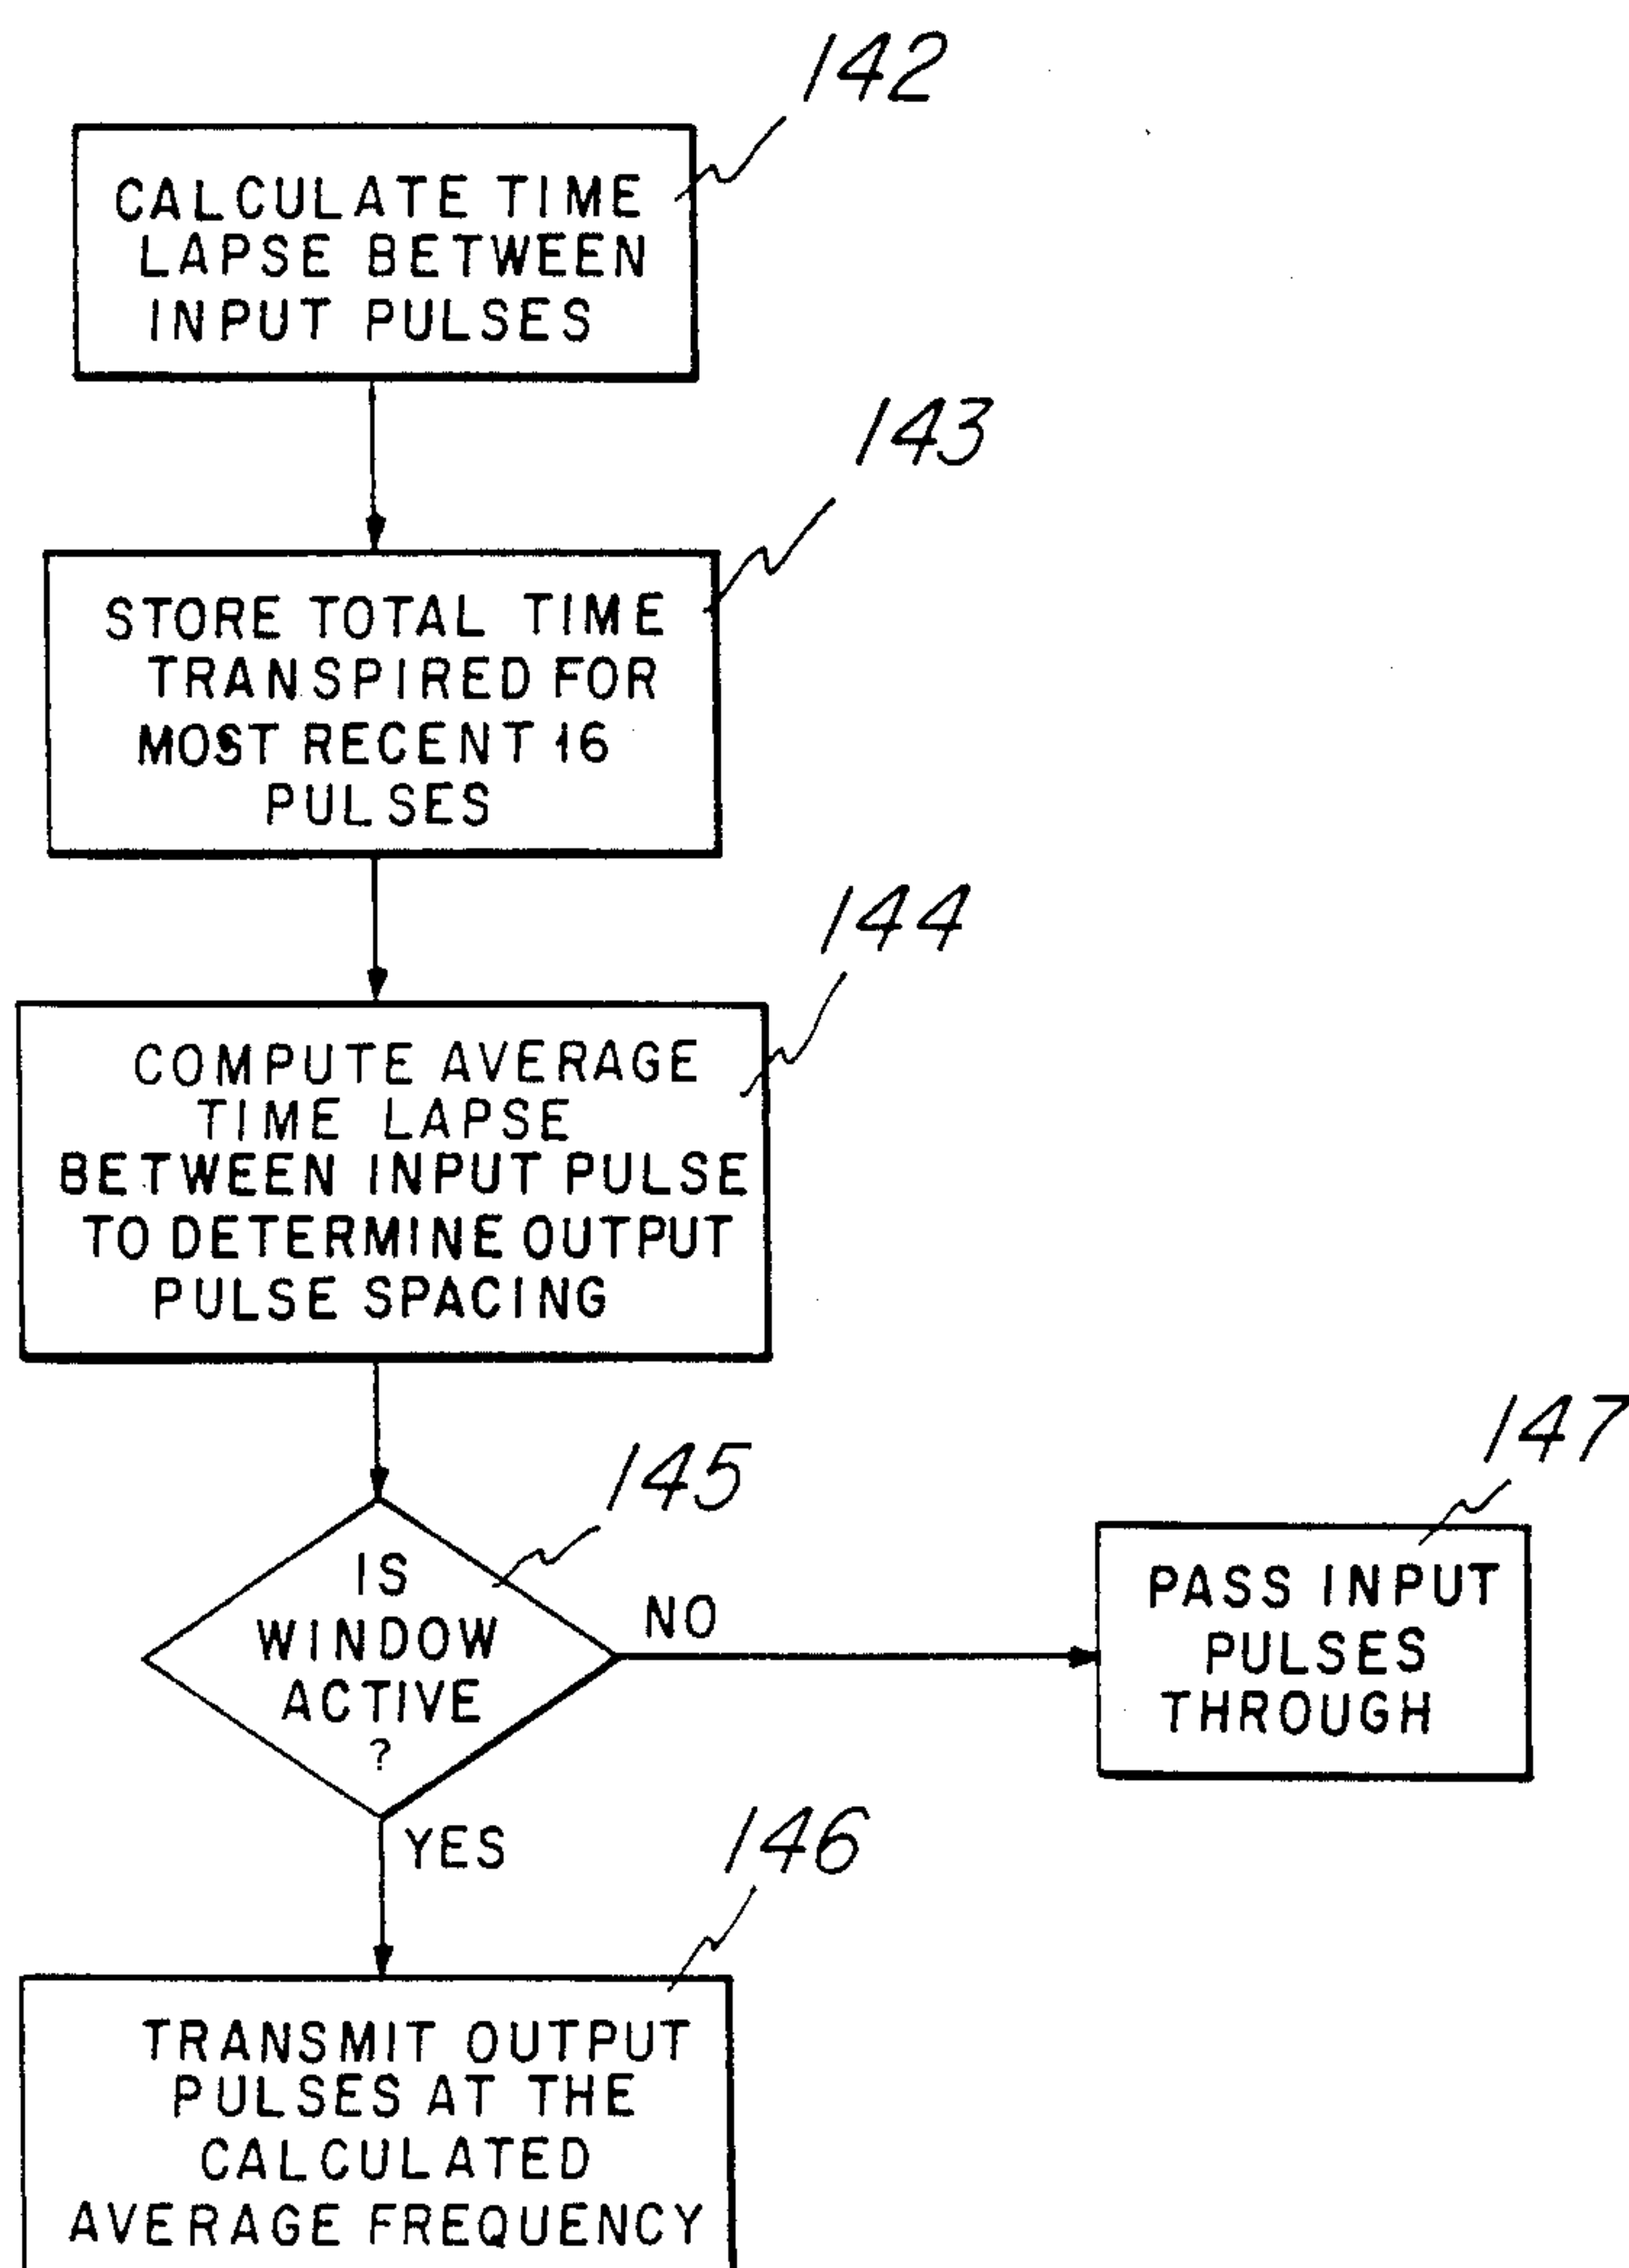 142
CALCULATE TIME
LAPSE BETWEEN
INPUT PULSES
143
STORE TOTAL TIME
TRANSPIRED FOR
MOST RECENT 16
PULSES
144
COMPUTE AVERAGE
TIME LAPSE
BETWEEN INPUT PULSE
TO DETERMINE OUTPUT
PULSE SPACING
145
IS
WINDOW
ACTIVE
?
NO
147
PASS INPUT
PULSES
THROUGH
YES
146
TRANSMIT OUTPUT
PULSES AT THE
CALCULATED
AVERAGE FREQUENCY